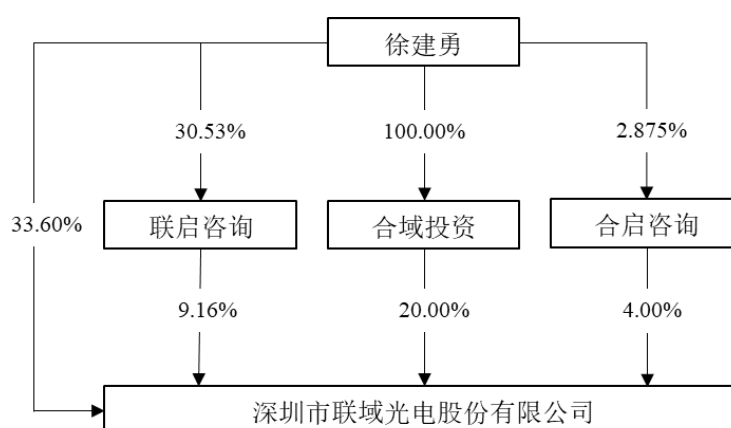 徐建勇
30.53%
100.00%
2.875%
联启咨询
合域投资
合启咨询
33.60%
9.16%
20.00%
4.00%
深圳市联域光电股份有限公司